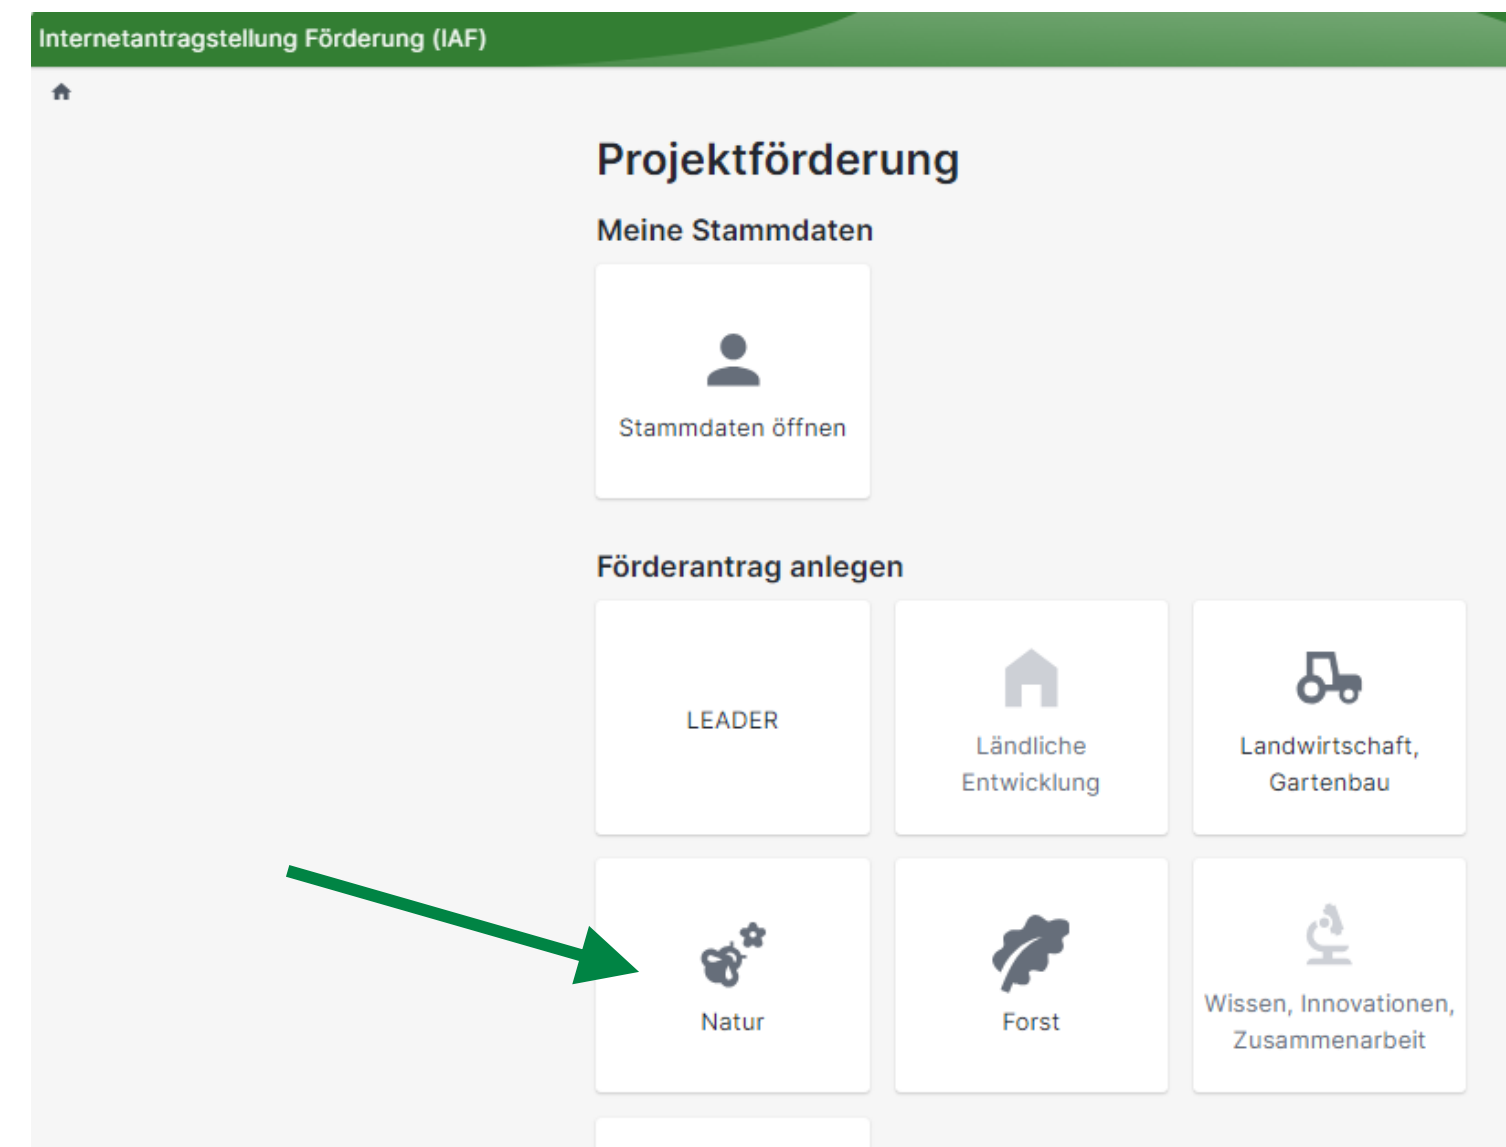 Internetantragstellung Förderung (IAF)
Projektförderung
Meine Stammdaten
Stammdaten öffnen
Förderantrag anlegen
LEADER
Ländliche
Entwicklung
Landwirtschaft,
Gartenbau
Natur
Forst
Wissen, Innovationen,
Zusammenarbeit